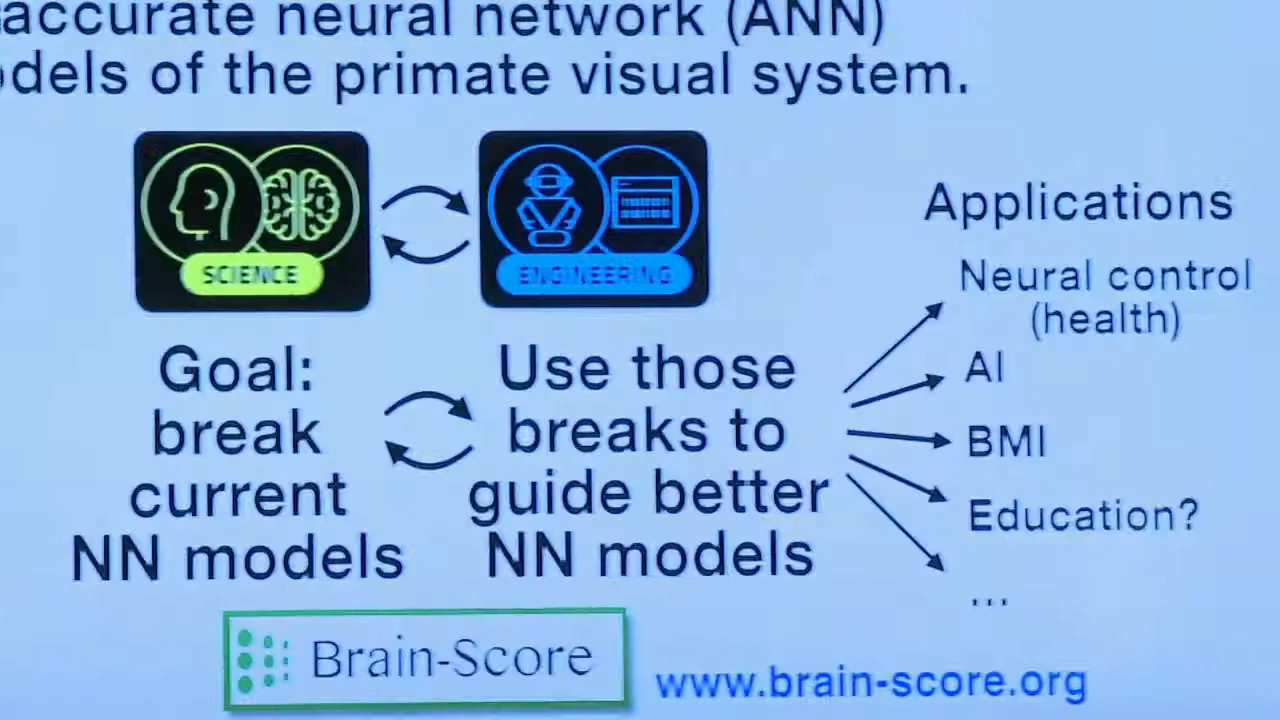 accurate neural network (ANN)
dels of the primate visual system.
SCIENCE
ENGINEERING
Goal:
break
current
NN models
Use those
breaks to
guide better
NN models
Applications
Neural control
(health)
AI
BMI
Education?
...
Brain-Score
www.brain-score.org